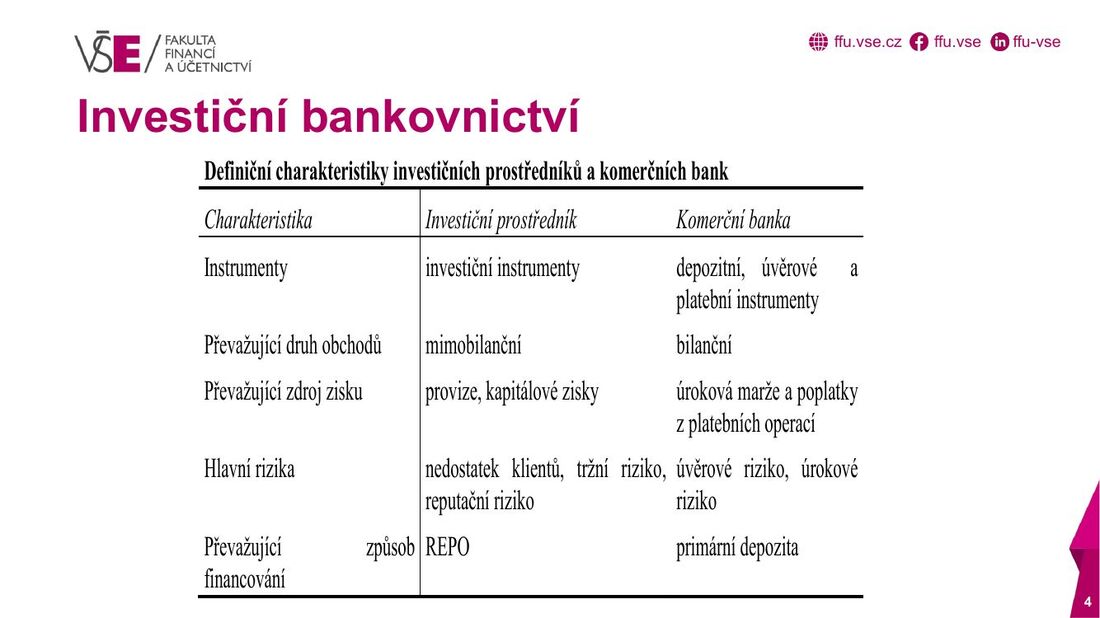 VŠE / FAKULTA
FINANCÍ
A ÚČETNICTVÍ
ffu.vse.cz ffu.vse ffu-vse
Investiční bankovnictví
Definiční charakteristiky investičních prostředníků a komerčních bank
Charakteristika Investiční prostředník Komerční banka
Instrumenty investiční instrumenty depozitní, úvěrové a
platební instrumenty
Převažující druh obchodů mimobilanční bilanční
Převažující zdroj zisku provize, kapitálové zisky úroková marže a poplatky
z platebních operací
Hlavní rizika nedostatek klientů, tržní riziko, úvěrové riziko, úrokové
reputační riziko riziko
Převažující způsob REPO primární depozita
financování
4